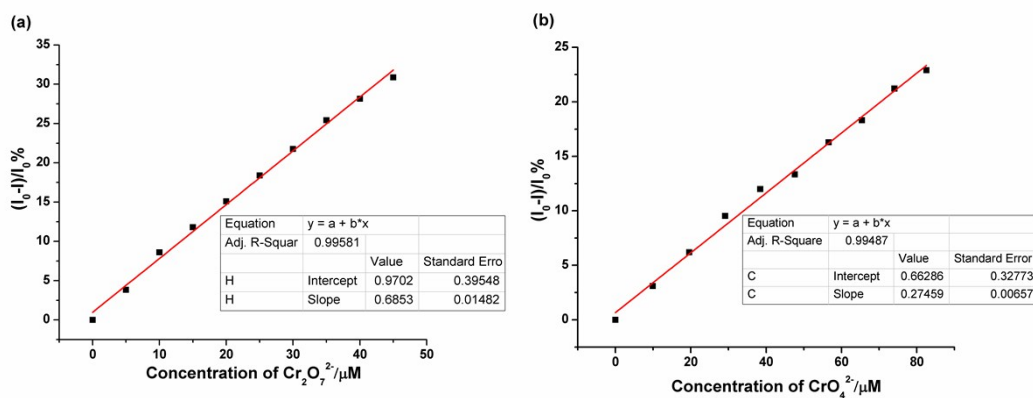 (a)
(I₀-I)/I₀%
35
30
25
20
15
10
5
0
0 10 20 30 40 50
Concentration of Cr₂O₇²⁻/μM
Equation y = a + b*x
Adj. R-Squar 0.99581
Value Standard Erro
H Intercept 0.9702 0.39548
H Slope 0.6853 0.01482
(b)
(I₀-I)/I₀%
25
20
15
10
5
0
0 20 40 60 80
Concentration of CrO₄²⁻/μM
Equation y = a + b*x
Adj. R-Square 0.99487
Value Standard Error
C Intercept 0.66286 0.32773
C Slope 0.27459 0.00657